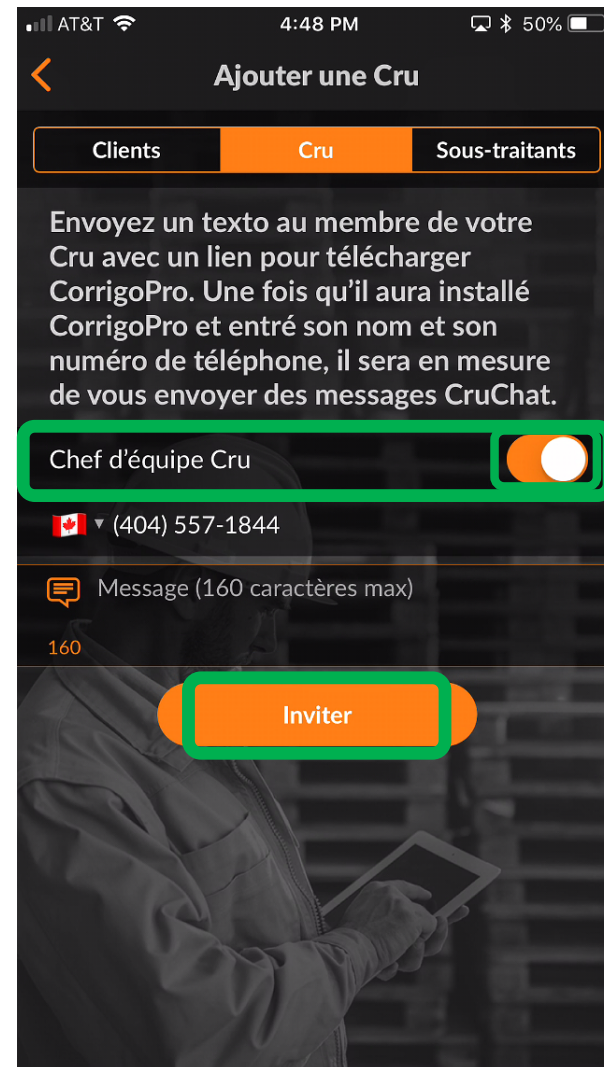 AT&T 4:48 PM 50%
Ajouter une Cru
Clients Cru Sous-traitants
Envoyez un texto au membre de votre
Cru avec un lien pour télécharger
CorrigoPro. Une fois qu’il aura installé
CorrigoPro et entré son nom et son
numéro de téléphone, il sera en mesure
de vous envoyer des messages CruChat.
Chef d’équipe Cru
(404) 557-1844
Message (160 caractères max)
160
Inviter